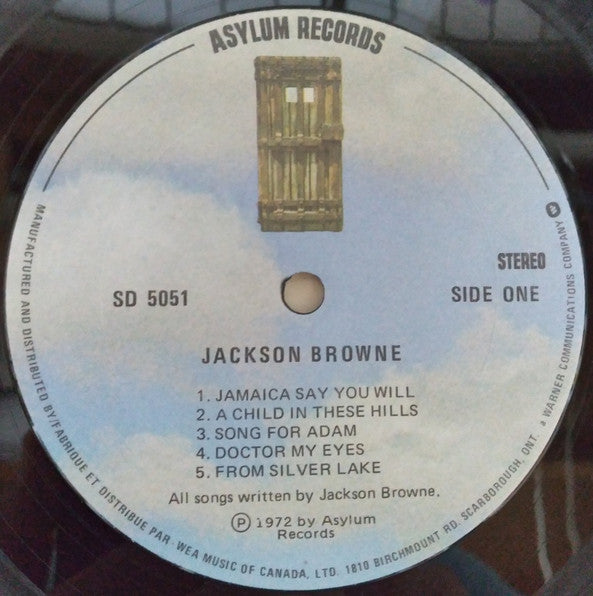 ASYLUM RECORDS
STEREO
SD 5051
SIDE ONE
JACKSON BROWNE
1. JAMAICA SAY YOU WILL
2. A CHILD IN THESE HILLS
3. SONG FOR ADAM
4. DOCTOR MY EYES
5. FROM SILVER LAKE
All songs written by Jackson Browne.
Ⓟ 1972 by Asylum
Records
MANUFACTURED AND DISTRIBUTED BY/FABRIQUE ET DISTRIBUE PAR · WEA MUSIC OF CANADA, LTD. 1810 BIRCHMOUNT RD. SCARBOROUGH, ONT. a WARNER COMMUNICATIONS COMPANY